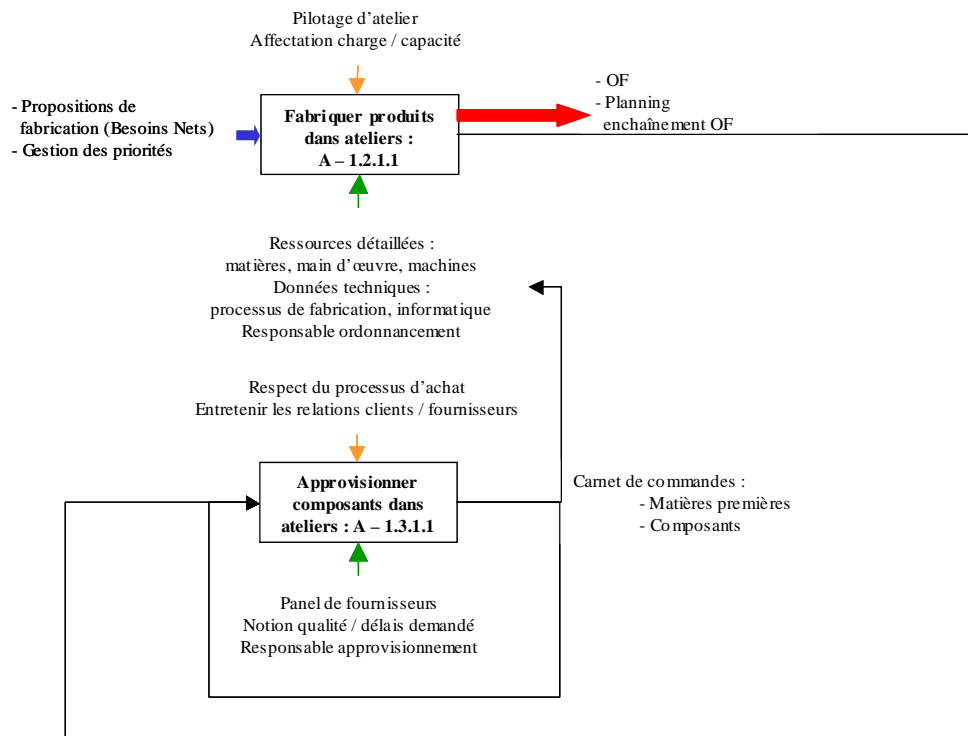 Pilotage d'atelier
Affectation charge / capacité
- Propositions de
fabrication (Besoins Nets)
- Gestion des priorités
Fabriquer produits
dans ateliers :
A – 1.2.1.1
- OF
- Planning
enchaînement OF
Ressources détaillées :
matières, main d'œuvre, machines
Données techniques :
processus de fabrication, informatique
Responsable ordonnancement
Respect du processus d'achat
Entretenir les relations clients / fournisseurs
Approvisionner
composants dans
ateliers : A – 1.3.1.1
Carnet de commandes :
- Matières premières
- Composants
Panel de fournisseurs
Notion qualité / délais demandé
Responsable approvisionnement